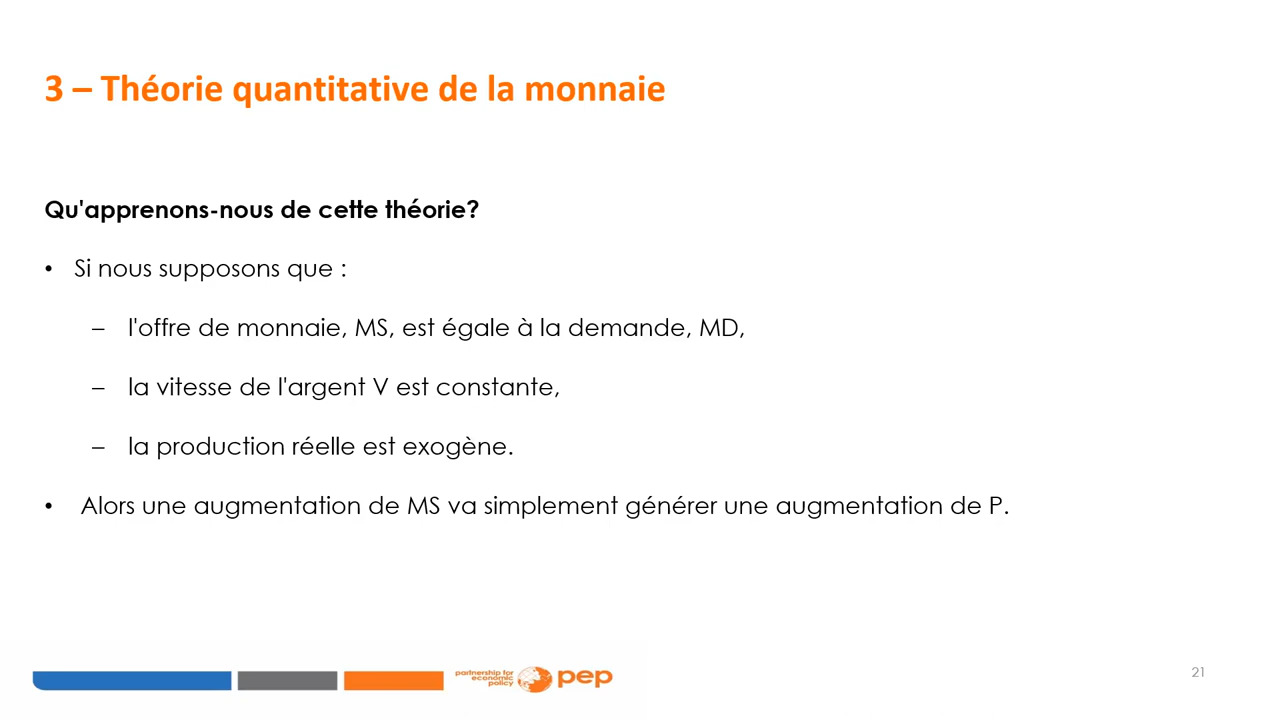 3 – Théorie quantitative de la monnaie
Qu'apprenons-nous de cette théorie?
• Si nous supposons que :
– l'offre de monnaie, MS, est égale à la demande, MD,
– la vitesse de l'argent V est constante,
– la production réelle est exogène.
• Alors une augmentation de MS va simplement générer une augmentation de P.
partnership for
economic
policy
pep
21